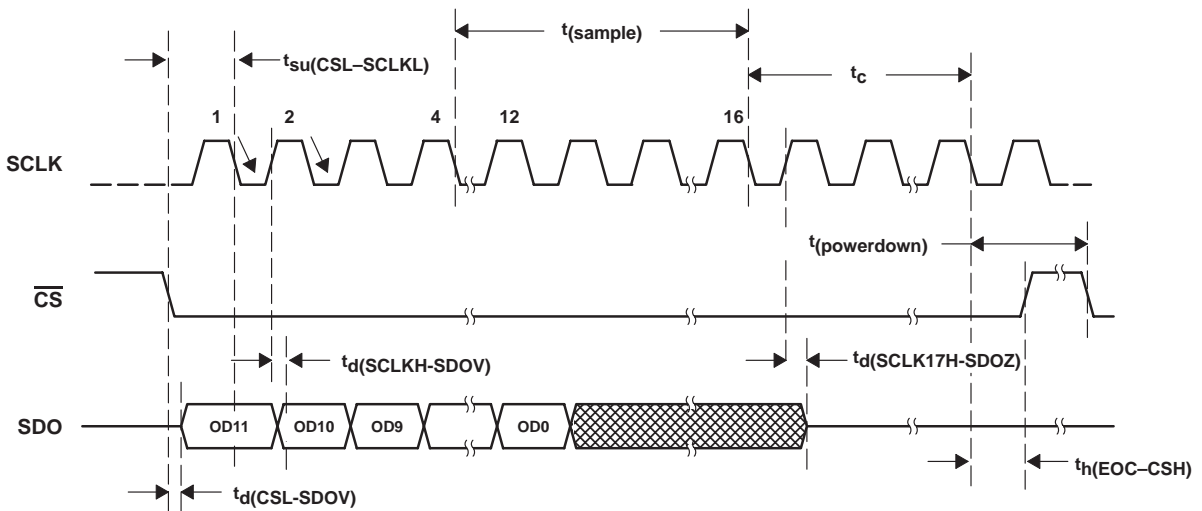 t(sample)
tsu(CSL–SCLKL)
tc
1 2 4 12 16
SCLK
t(powerdown)
CS
td(SCLKH-SDOV)
td(SCLK17H-SDOZ)
SDO
OD11 OD10 OD9 OD0
th(EOC–CSH)
td(CSL-SDOV)